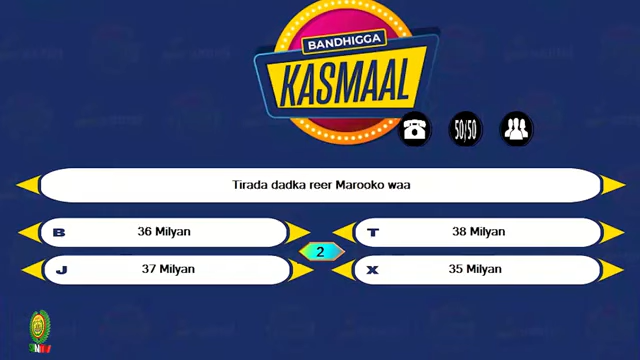 BANDHIGGA
KASMAAL
50/50
Tirada dadka reer Marooko waa
B 36 Milyan
T 38 Milyan
2
J 37 Milyan
X 35 Milyan